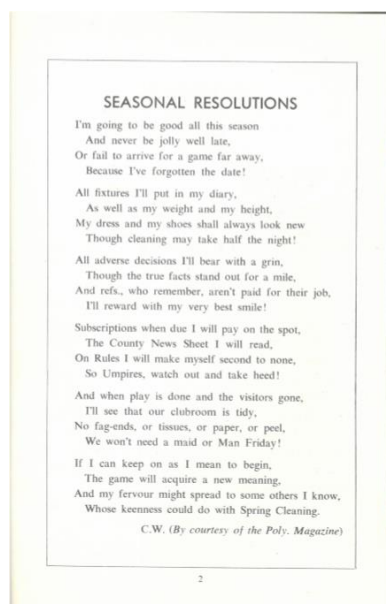 SEASONAL RESOLUTIONS
I'm going to be good all this season
And never be jolly well late,
Or fail to arrive for a game far away,
Because I've forgotten the date!
All fixtures I'll put in my diary,
As well as my weight and my height,
My dress and my shoes shall always look new
Though cleaning may take half the night!
All adverse decisions I'll bear with a grin,
Though the true facts stand out for a mile,
And refs., who remember, aren't paid for their job,
I'll reward with my very best smile!
Subscriptions when due I will pay on the spot,
The County News Sheet I will read,
On Rules I will make myself second to none,
So Umpires, watch out and take heed!
And when play is done and the visitors gone,
I'll see that our clubroom is tidy,
No fag-ends, or tissues, or paper, or peel,
We won't need a maid or Man Friday!
If I can keep on as I mean to begin,
The game will acquire a new meaning,
And my fervour might spread to some others I know,
Whose keenness could do with Spring Cleaning.
C.W. (By courtesy of the Poly. Magazine)
2